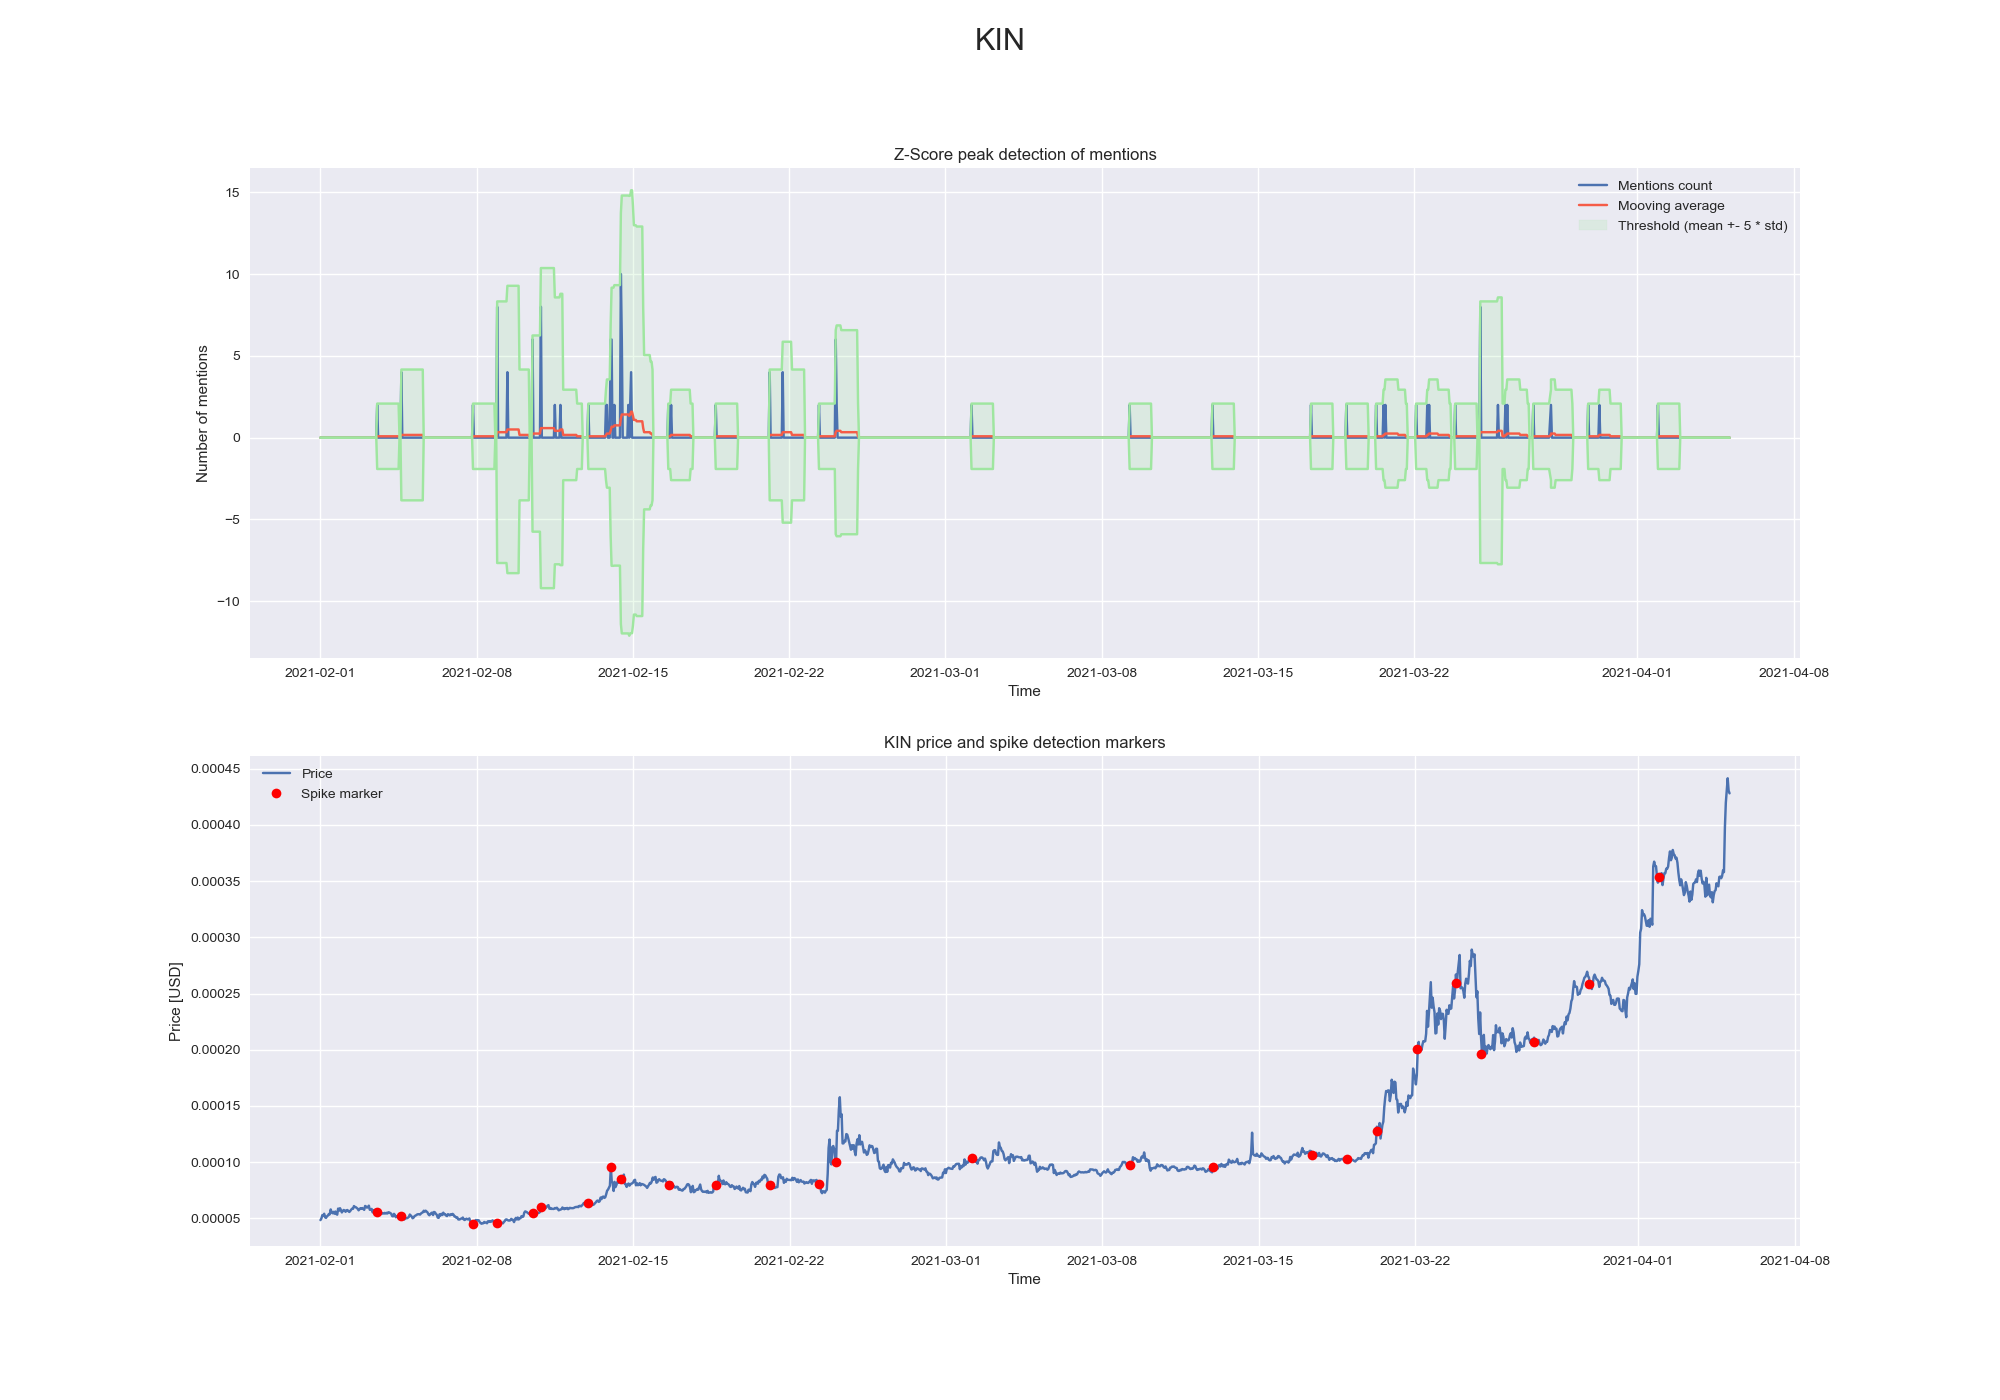 KIN
Z-Score peak detection of mentions
Mentions count
Mooving average
Threshold (mean +- 5 * std)
15
10
5
0
−5
−10
Number of mentions
2021-02-01 2021-02-08 2021-02-15 2021-02-22 2021-03-01 2021-03-08 2021-03-15 2021-03-22 2021-04-01 2021-04-08
Time
KIN price and spike detection markers
Price
Spike marker
0.00045
0.00040
0.00035
0.00030
0.00025
0.00020
0.00015
0.00010
0.00005
Price [USD]
2021-02-01 2021-02-08 2021-02-15 2021-02-22 2021-03-01 2021-03-08 2021-03-15 2021-03-22 2021-04-01 2021-04-08
Time